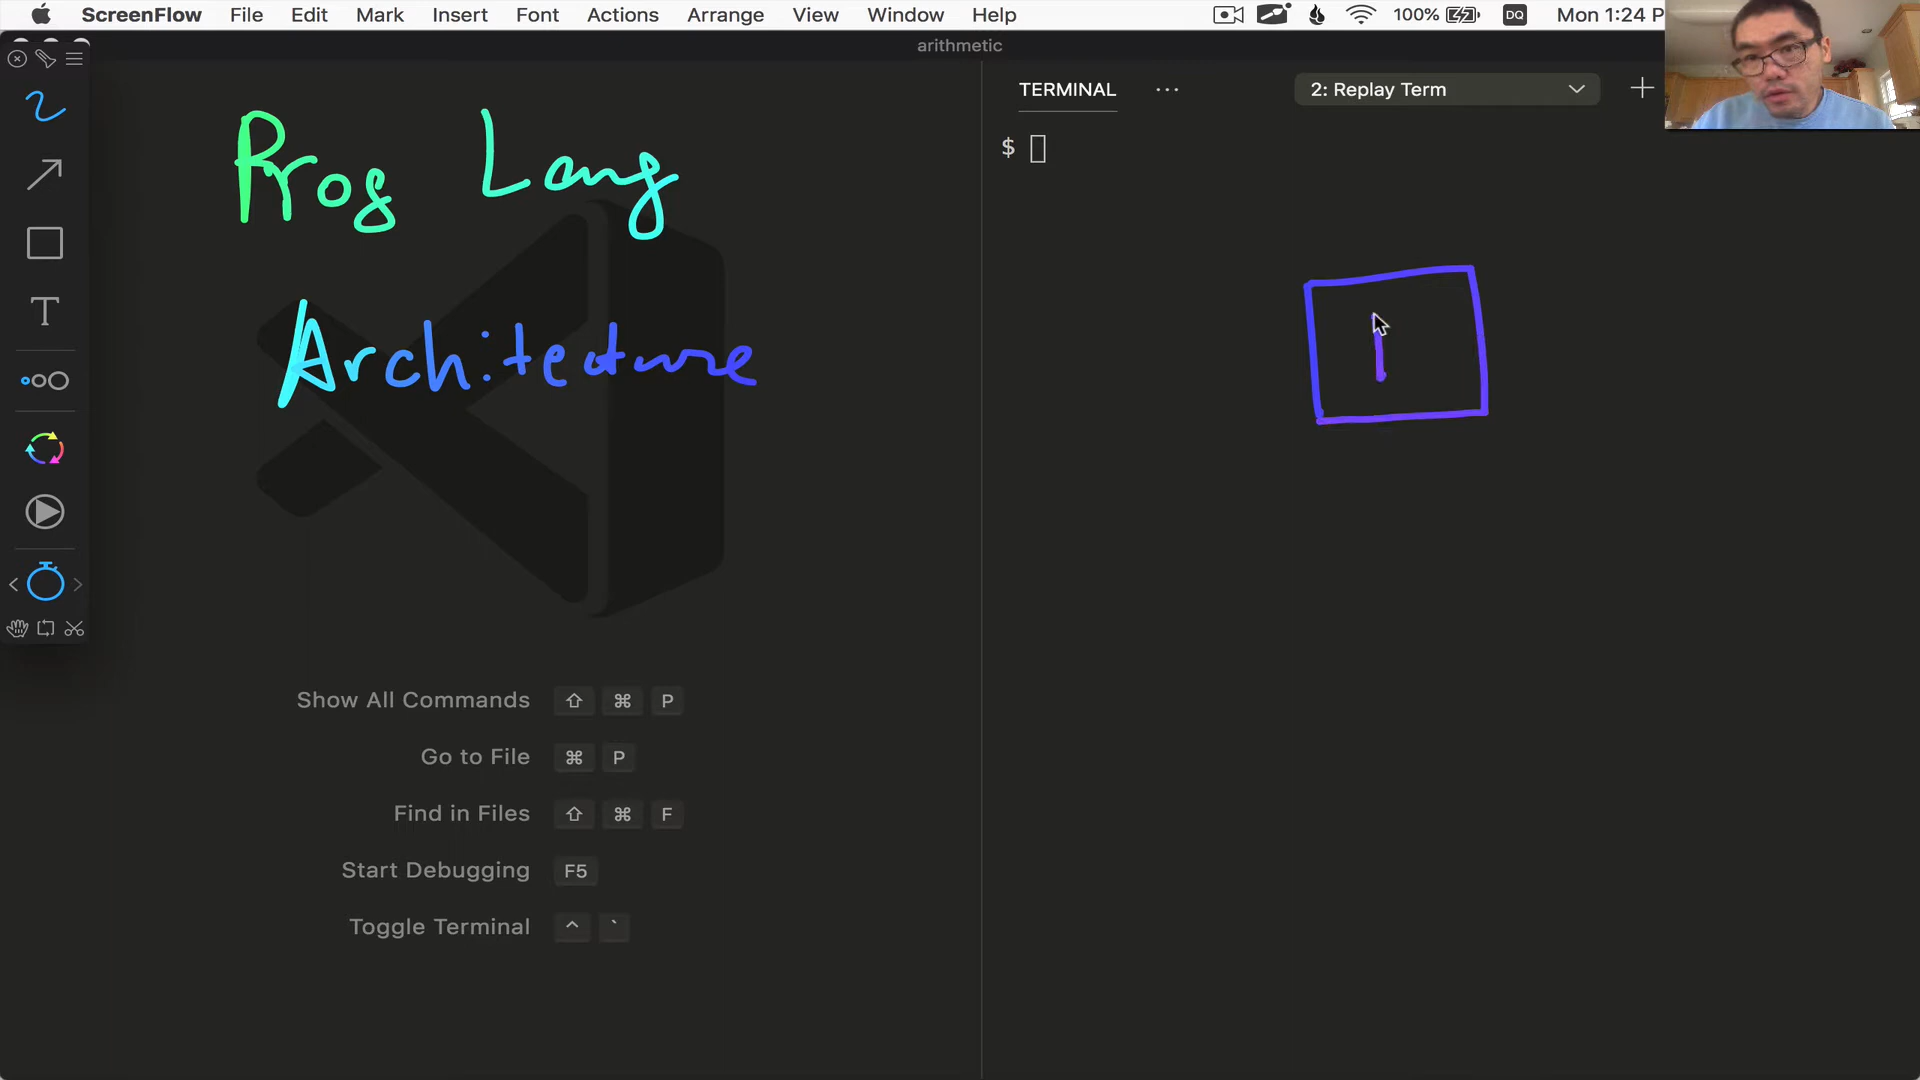 ScreenFlow File Edit Mark Insert Font Actions Arrange View Window Help 100% DQ Mon 1:24 P
arithmetic
TERMINAL ··· 2: Replay Term
$
Prog Lang
Architecture
T
Show All Commands ⇧ ⌘ P
Go to File ⌘ P
Find in Files ⇧ ⌘ F
Start Debugging F5
Toggle Terminal ^ `